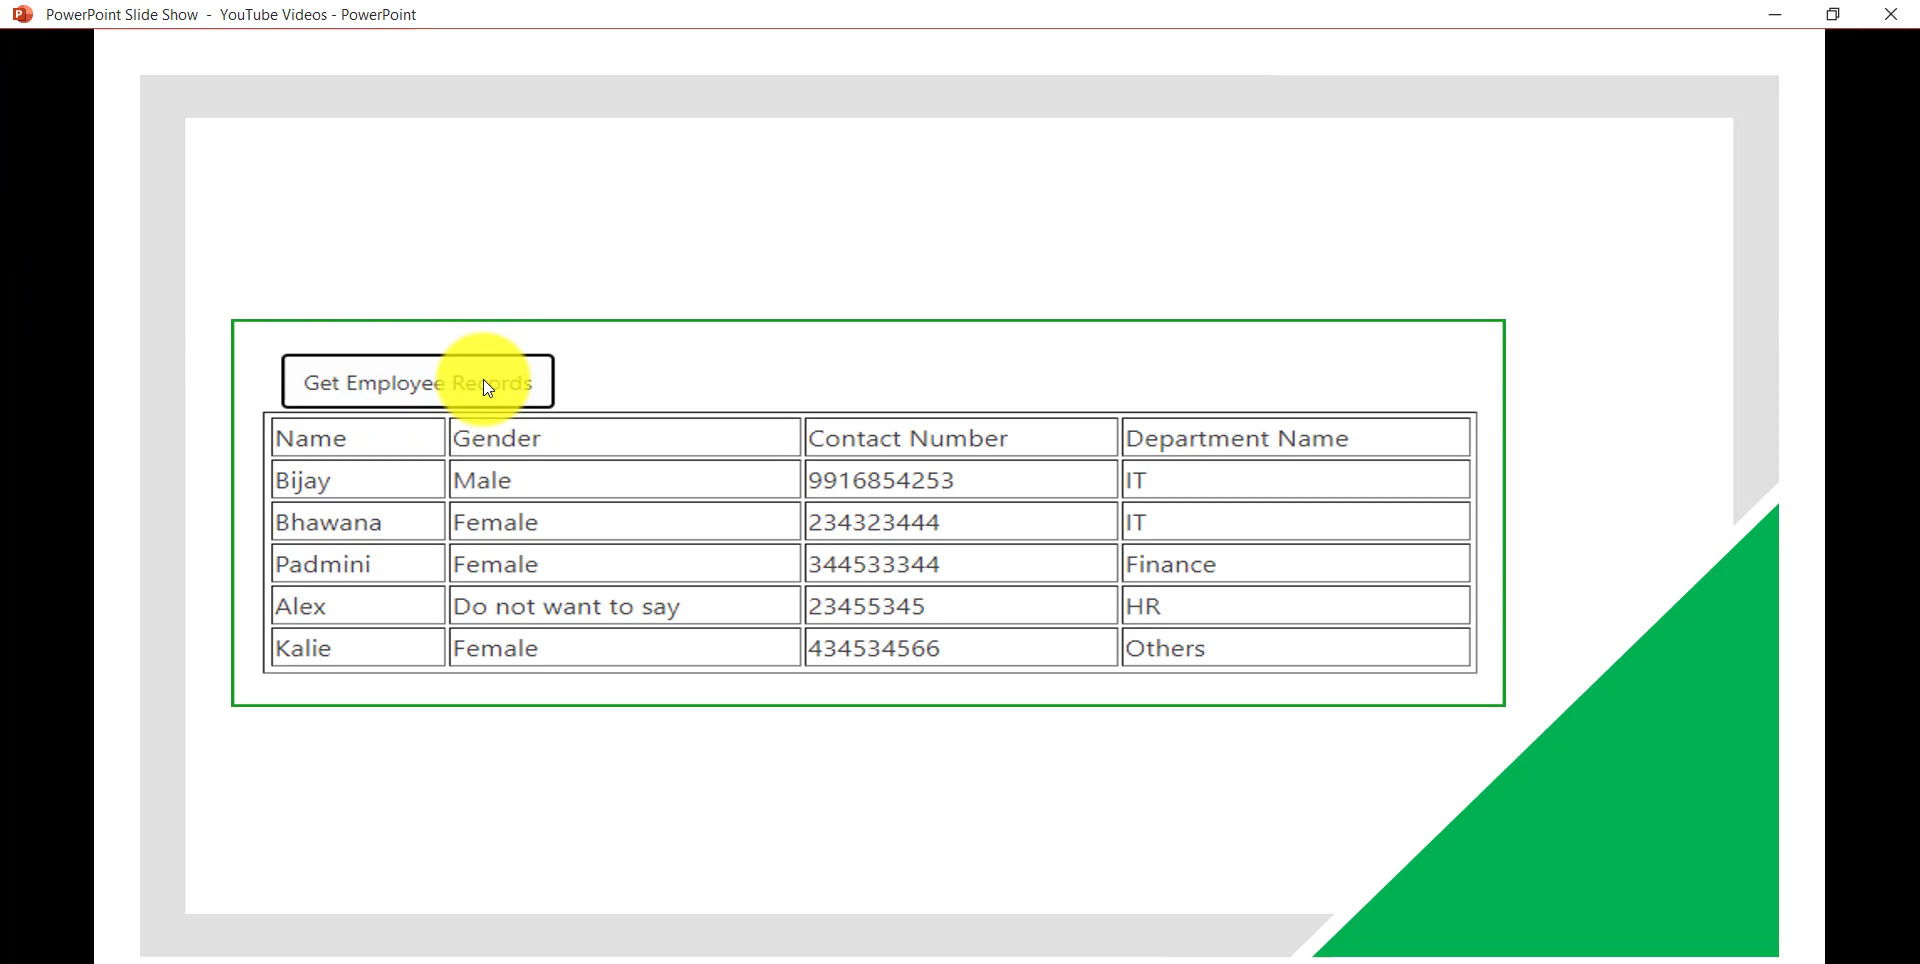 PowerPoint Slide Show - YouTube Videos - PowerPoint
Get Employee Records
Name Gender Contact Number Department Name
Bijay Male 9916854253 IT
Bhawana Female 234323444 IT
Padmini Female 344533344 Finance
Alex Do not want to say 23455345 HR
Kalie Female 434534566 Others